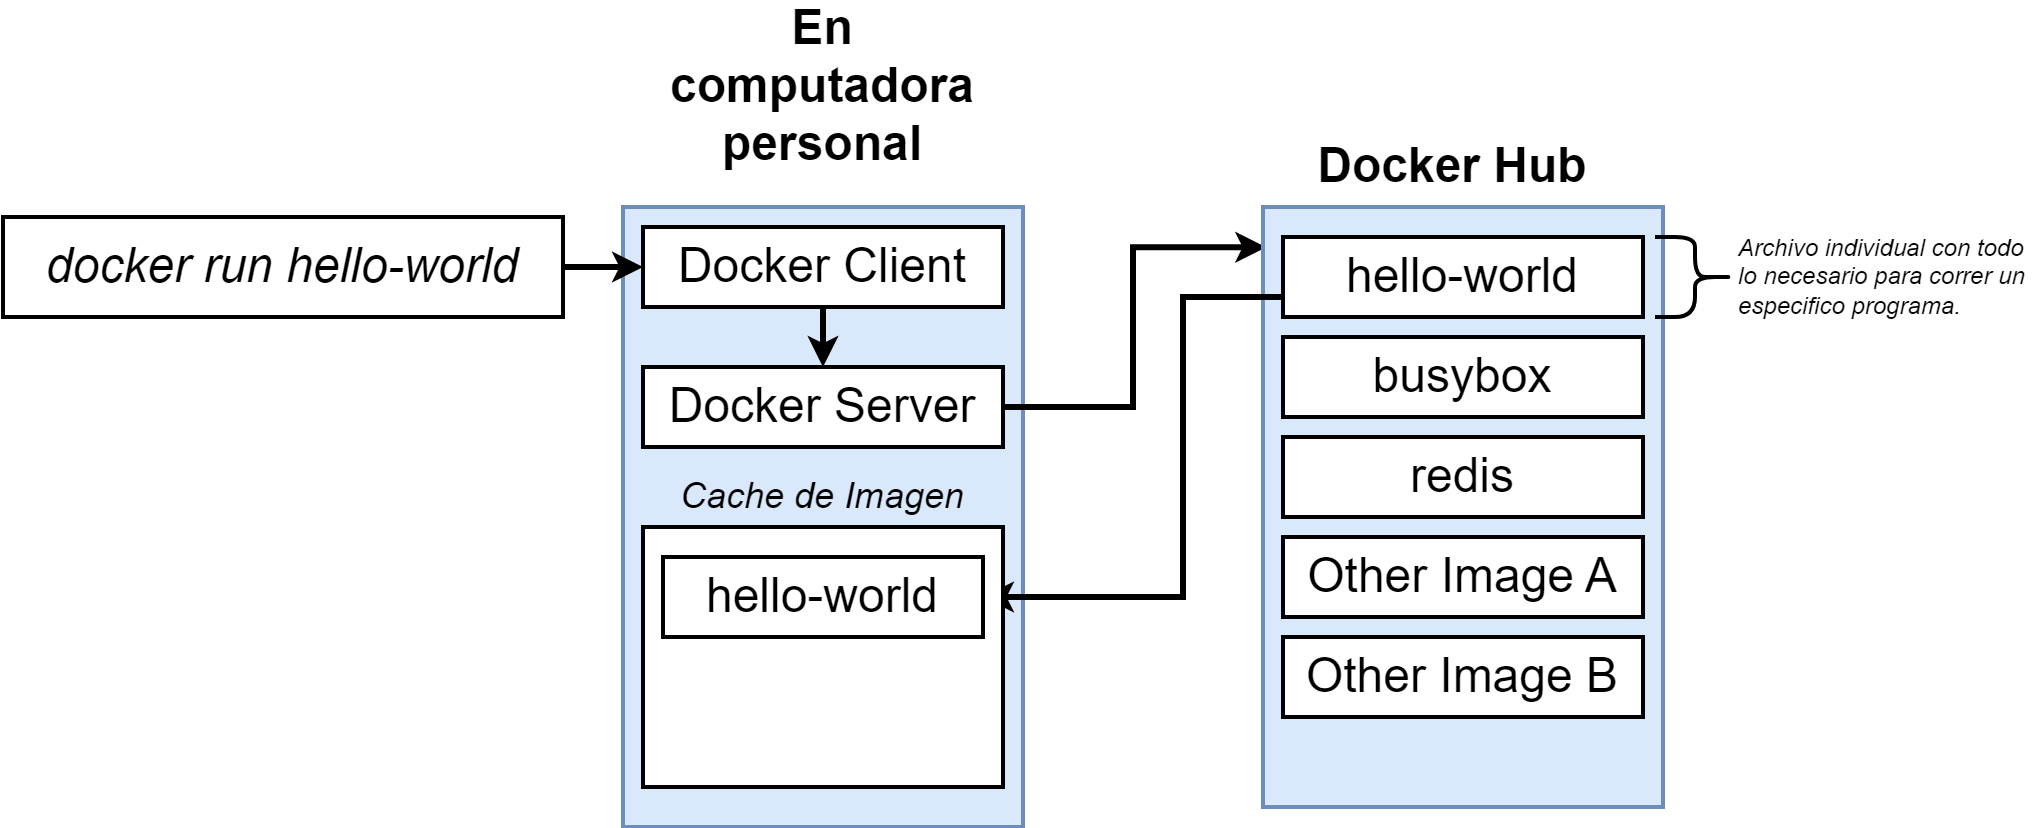 En
computadora
personal
Docker Hub
docker run hello-world
Docker Client
Docker Server
Cache de Imagen
hello-world
hello-world
busybox
redis
Other Image A
Other Image B
Archivo individual con todo
lo necesario para correr un
especifico programa.